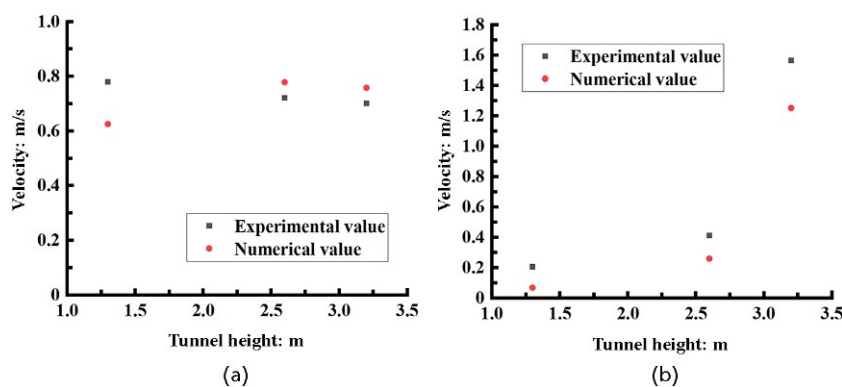 1.0
0.8
0.6
0.4
0.2
0
1.0
1.5
2.0
2.5
3.0
3.5
Velocity: m/s
Tunnel height: m
Experimental value
Numerical value
(a)
1.8
1.6
1.4
1.2
1.0
0.8
0.6
0.4
0.2
0
1.0
1.5
2.0
2.5
3.0
3.5
Velocity: m/s
Tunnel height: m
Experimental value
Numerical value
(b)